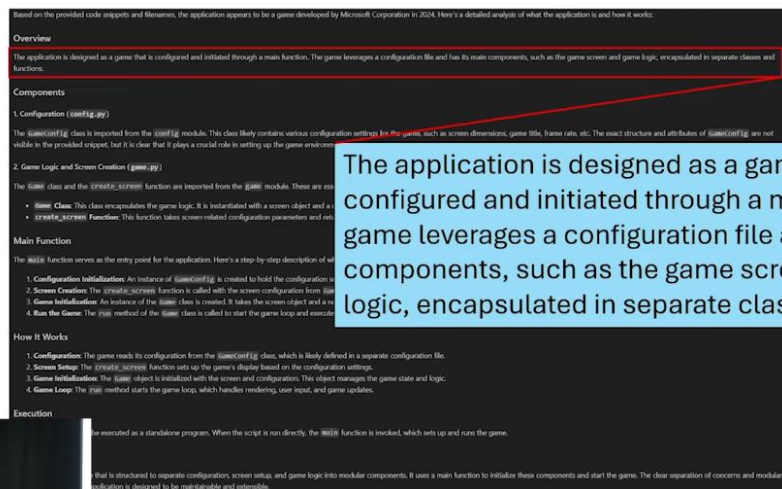 Based on the provided code snippets and filenames, the application appears to be a game developed by Microsoft Corporation in 2024. Here's a detailed analysis of what the application is and how it works:
Overview
The application is designed as a game that is configured and initiated through a main function. The game leverages a configuration file and has its main components, such as the game screen and game logic, encapsulated in separate classes and
functions.
Components
1. Configuration (config.py)
The GameConfig class is imported from the config module. This class likely contains various configuration settings for the game, such as screen dimensions, game title, frame rate, etc. The exact structure and attributes of GameConfig are not
visible in the provided snippet, but it is clear that it plays a crucial role in setting up the game environm
2. Game Logic and Screen Creation (game.py)
The Game class and the create_screen function are imported from the game module. These are ess
• Game Class: This class encapsulates the game logic. It is instantiated with a screen object and a c
• create_screen Function: This function takes screen-related configuration parameters and retu
The application is designed as a gam
configured and initiated through a m
game leverages a configuration file a
components, such as the game scre
logic, encapsulated in separate clas
Main Function
The main function serves as the entry point for the application. Here's a step-by-step description of wh
1. Configuration Initialization: An instance of GameConfig is created to hold the configuration s
2. Screen Creation: The create_screen function is called with the screen configuration from Gam
3. Game Initialization: An instance of the Game class is created. It takes the screen object and a n
4. Run the Game: The run method of the Game class is called to start the game loop and execute
How It Works
1. Configuration: The game reads its configuration from the GameConfig class, which is likely defined in a separate configuration file.
2. Screen Setup: The create_screen function sets up the game's display based on the configuration settings.
3. Game Initialization: The Game object is initialized with the screen and configuration. This object manages the game state and logic.
4. Game Loop: The run method starts the game loop, which handles rendering, user input, and game updates.
Execution
be executed as a standalone program. When the script is run directly, the main function is invoked, which sets up and runs the game.
that is structured to separate configuration, screen setup, and game logic into modular components. It uses a main function to initialize these components and start the game. The clear separation of concerns and modular
application is designed to be maintainable and extensible.